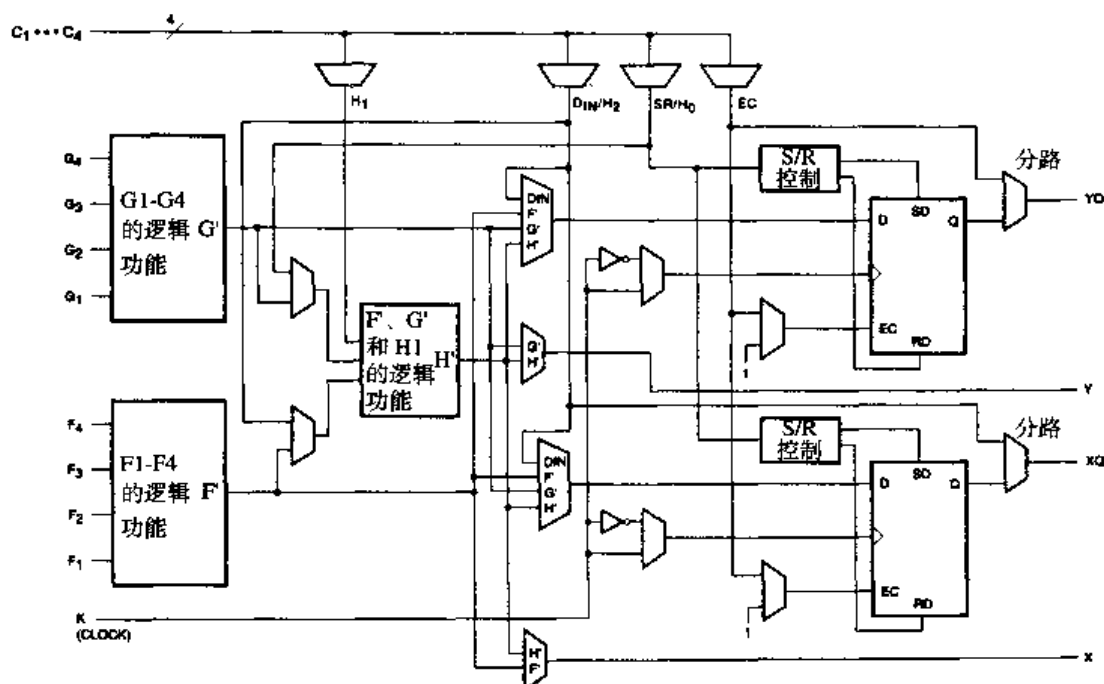 C1•••C4
4
H1
DIN/H2
SR/H0
EC
G4
G3
G2
G1
G1-G4
的逻辑 G'
功能
DIN
F'
G'
H'
S/R
控制
D
SD
Q
EC
RD
1
分路
YQ
F、G'
和 H1
的逻辑
功能
H'
G'
H'
Y
F4
F3
F2
F1
F1-F4
的逻辑 F'
功能
DIN
F'
G'
H'
S/R
控制
D
SD
Q
EC
RD
1
分路
XQ
K
(CLOCK)
H'
F'
X